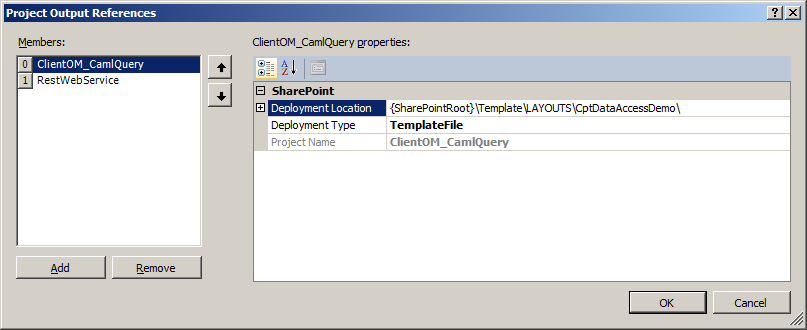 Project Output References
Members:
0 ClientOM_CamlQuery
1 RestWebService
Add
Remove
ClientOM_CamlQuery properties:
SharePoint
Deployment Location {SharePointRoot}\Template\LAYOUTS\CptDataAccessDemo\
Deployment Type TemplateFile
Project Name ClientOM_CamlQuery
OK
Cancel